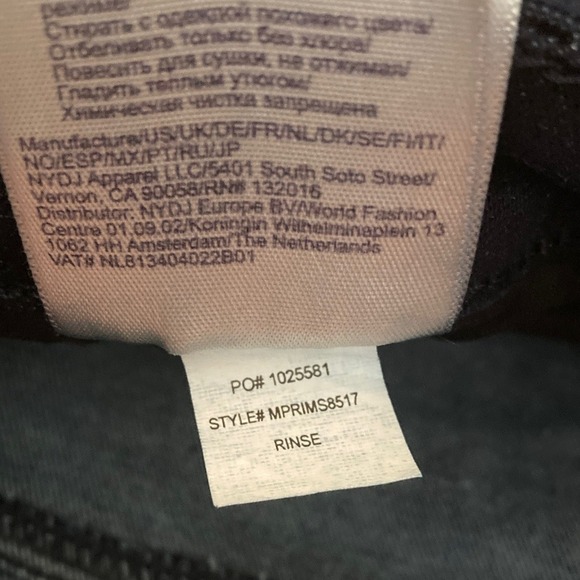 режиме/
Стирать с одеждой похожего цвета/
Отбеливать только без хлора/
Повесить для сушки, не отжимая/
Гладить теплым утюгом/
Химическая чистка запрещена
Manufacture/US/UK/DE/FR/NL/DK/SE/FI/IT/
NO/ESP/MX/PT/RU/JP
NYDJ Apparel LLC/5401 South Soto Street/
Vernon, CA 90058/RN# 132016
Distributor: NYDJ Europe BV/World Fashion
Centre 01.09.02/Koningin Wilhelminaplein 13
1062 HH Amsterdam/The Netherlands
VAT# NL813404022B01
PO# 1025581
STYLE# MPRIMS8517
RINSE